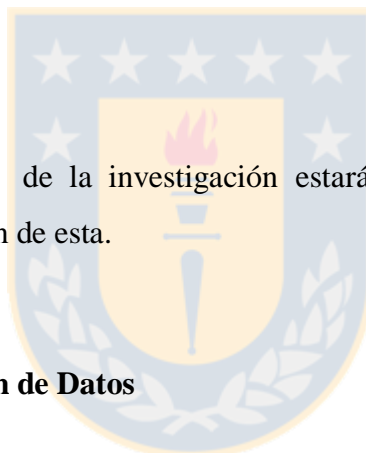 de la investigación estará
n de esta.
n de Datos